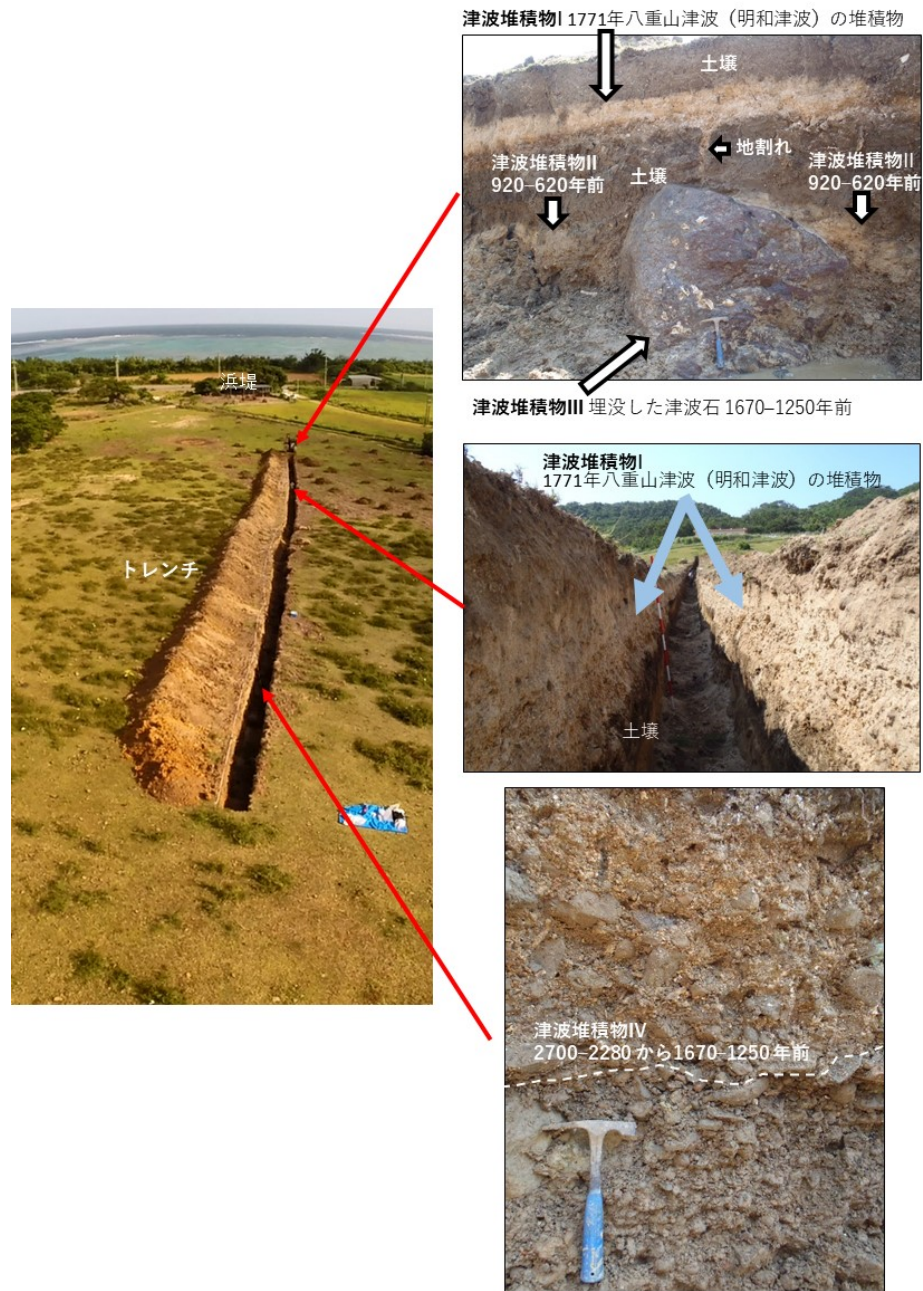 津波堆積物I 1771年八重山津波（明和津波）の堆積物
土壌
地割れ
津波堆積物II
920–620年前
土壌
津波堆積物II
920–620年前
津波堆積物III 埋没した津波石 1670–1250年前
浜堤
トレンチ
津波堆積物I
1771年八重山津波（明和津波）の堆積物
土壌
津波堆積物IV
2700–2280 から1670–1250 年前